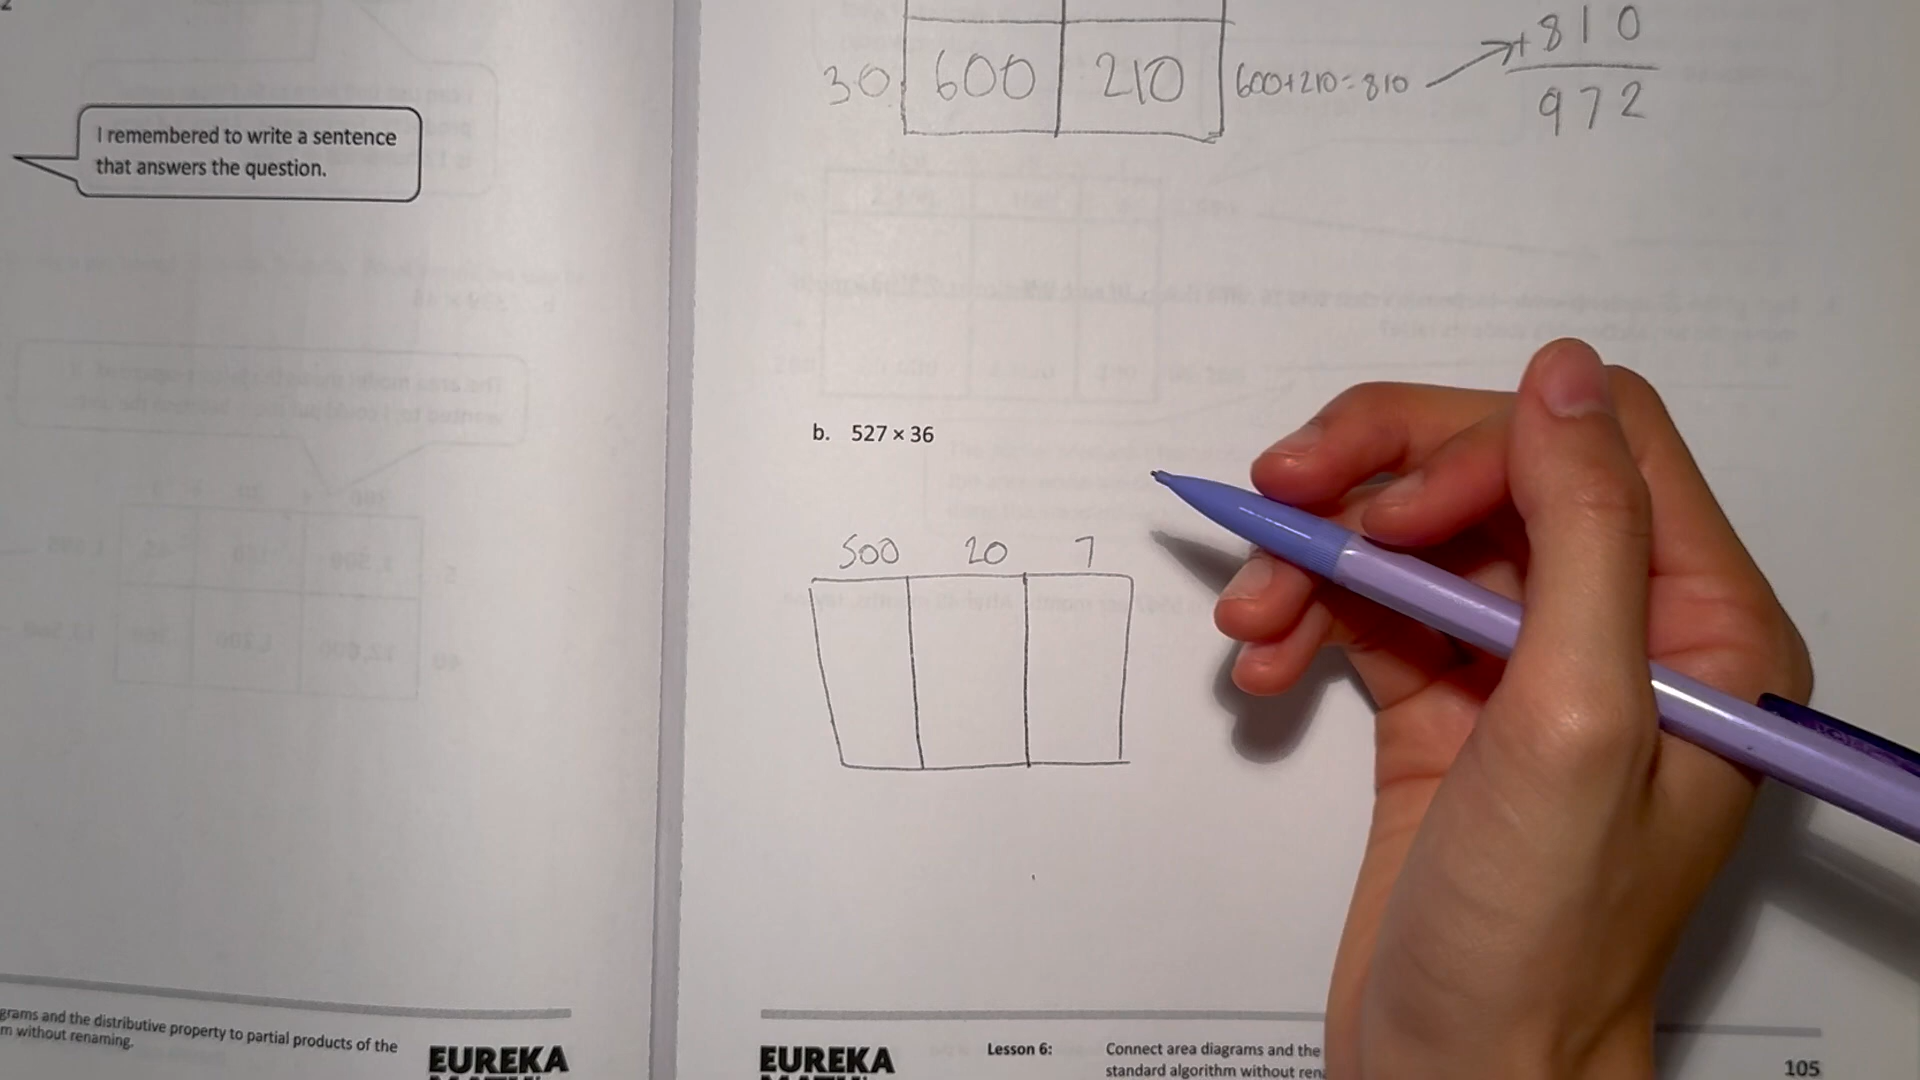 I remembered to write a sentence
that answers the question.
grams and the distributive property to partial products of the
m without renaming.
EUREKA
30 600 210 600+210=810
+810
972
b. 527 × 36
500 20 7
EUREKA
Lesson 6: Connect area diagrams and the
standard algorithm without
105